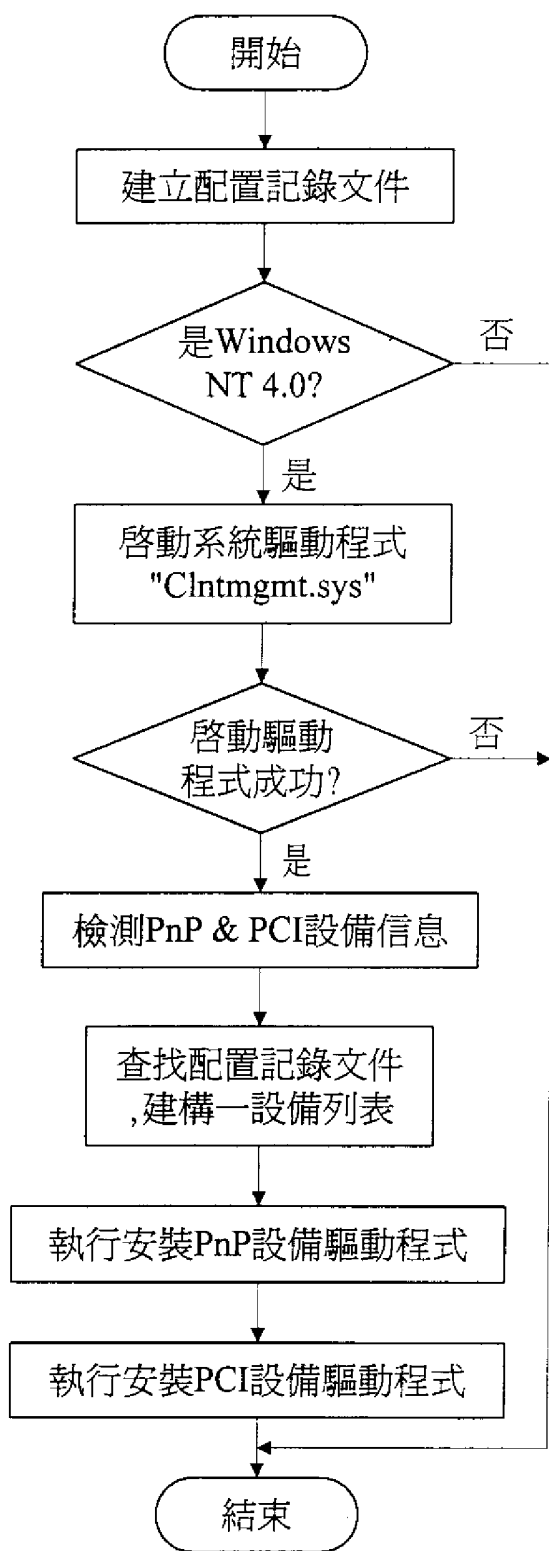 開始
建立配置記錄文件
是Windows
NT 4.0?
否
是
啓動系統驅動程式
"Clntmgmt.sys"
啓動驅動
程式成功?
否
是
檢測PnP & PCI設備信息
查找配置記錄文件
,建構一設備列表
執行安裝PnP設備驅動程式
執行安裝PCI設備驅動程式
結束